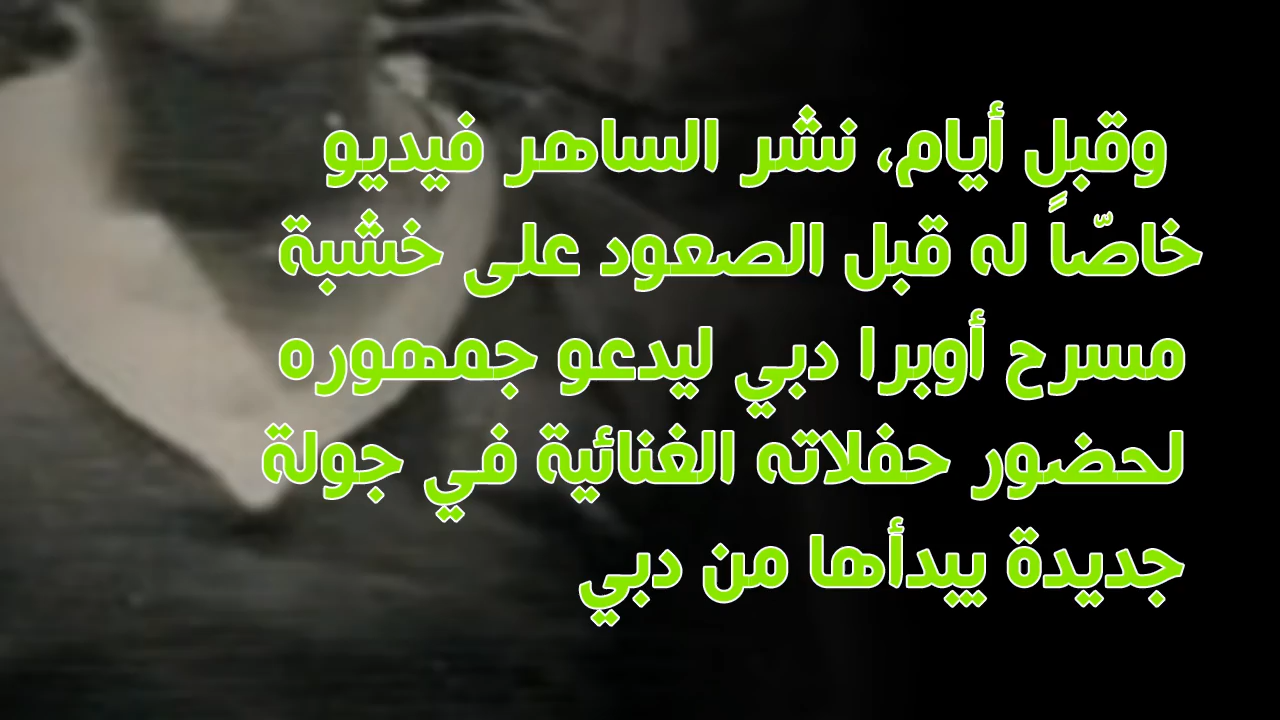 وقبل أيام، نشر الساهر فيديو
خاصّاً له قبل الصعود على خشبة
مسرح أوبرا دبي ليدعو جمهوره
لحضور حفلاته الغنائية في جولة
جديدة يبدأها من دبي